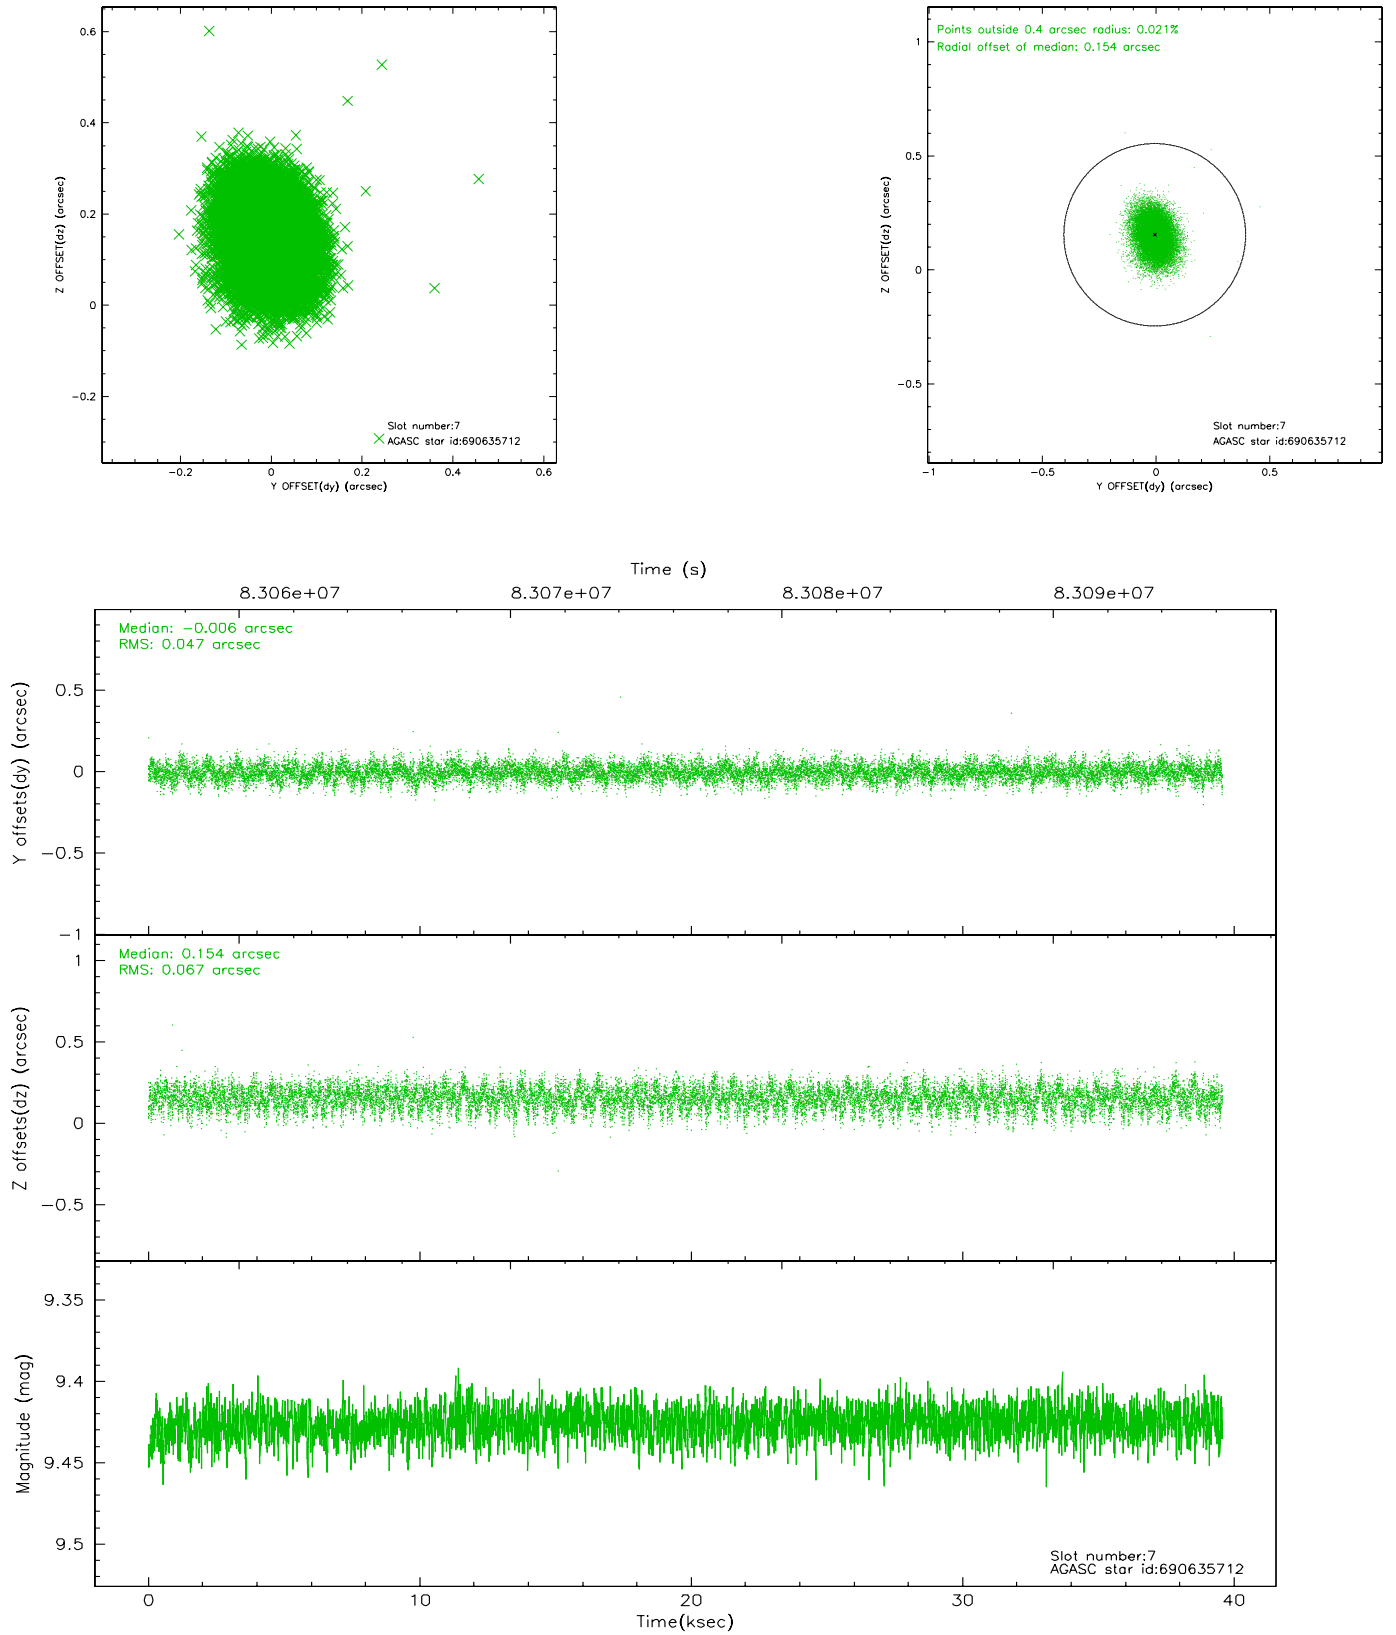 0.6
0.4
0.2
0
−0.2
Z OFFSET(dz) (arcsec)
−0.2 0 0.2 0.4 0.6
Y OFFSET(dy) (arcsec)
Slot number:7
AGASC star id:690635712
Points outside 0.4 arcsec radius: 0.021%
Radial offset of median: 0.154 arcsec
1
0.5
0
−0.5
Z OFFSET(dz) (arcsec)
−1 −0.5 0 0.5
Y OFFSET(dy) (arcsec)
Slot number:7
AGASC star id:690635712
Time (s)
8.306e+07 8.307e+07 8.308e+07 8.309e+07
Median: −0.006 arcsec
RMS: 0.047 arcsec
0.5
0
−0.5
−1
Y offsets(dy) (arcsec)
Median: 0.154 arcsec
RMS: 0.067 arcsec
1
0.5
0
−0.5
Z offsets(dz) (arcsec)
9.35
9.4
9.45
9.5
Magnitude (mag)
Slot number:7
AGASC star id:690635712
0 10 20 30 40
Time(ksec)